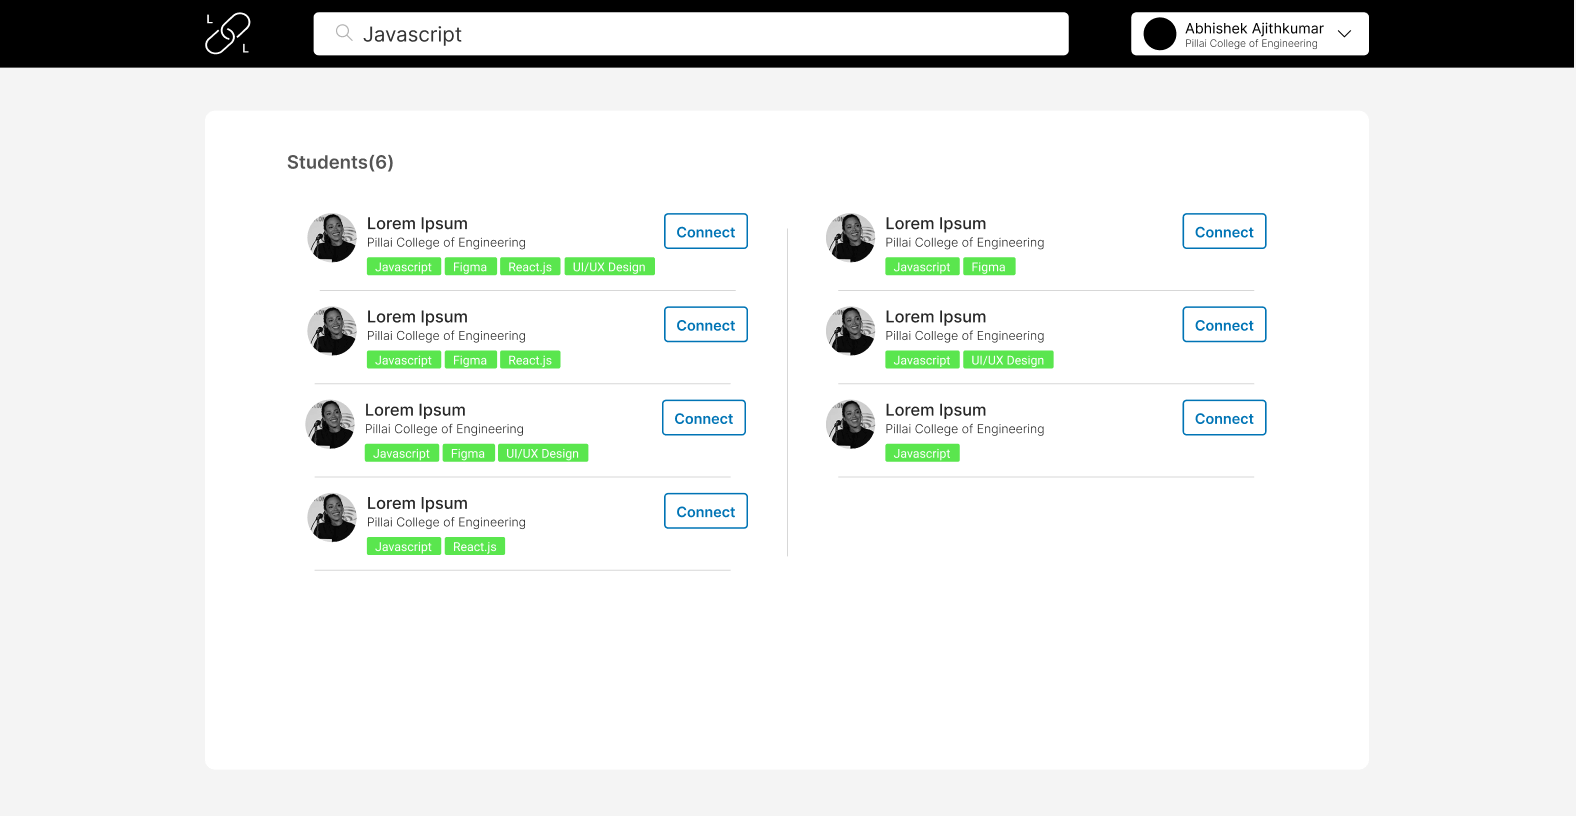 L
L
Javascript
Abhishek Ajithkumar
Pillai College of Engineering
Students(6)
Lorem Ipsum
Pillai College of Engineering
Javascript Figma React.js UI/UX Design
Connect
Lorem Ipsum
Pillai College of Engineering
Javascript Figma React.js
Connect
Lorem Ipsum
Pillai College of Engineering
Javascript Figma UI/UX Design
Connect
Lorem Ipsum
Pillai College of Engineering
Javascript React.js
Connect
Lorem Ipsum
Pillai College of Engineering
Javascript Figma
Connect
Lorem Ipsum
Pillai College of Engineering
Javascript UI/UX Design
Connect
Lorem Ipsum
Pillai College of Engineering
Javascript
Connect